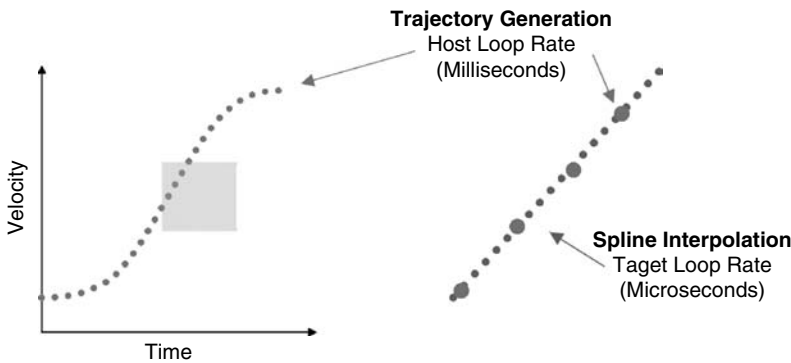 Trajectory Generation
Host Loop Rate
(Milliseconds)
Velocity
Time
Spline Interpolation
Taget Loop Rate
(Microseconds)